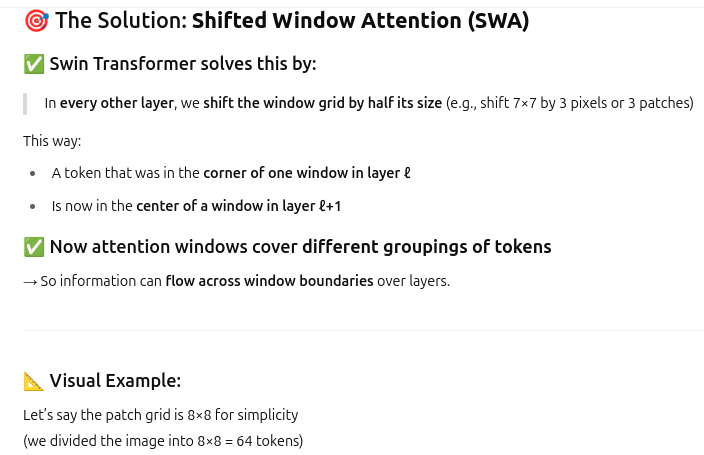 🎯 The Solution: Shifted Window Attention (SWA)
✅ Swin Transformer solves this by:
In every other layer, we shift the window grid by half its size (e.g., shift 7×7 by 3 pixels or 3 patches)
This way:
• A token that was in the corner of one window in layer ℓ
• Is now in the center of a window in layer ℓ+1
✅ Now attention windows cover different groupings of tokens
→ So information can flow across window boundaries over layers.
📐 Visual Example:
Let’s say the patch grid is 8×8 for simplicity
(we divided the image into 8×8 = 64 tokens)